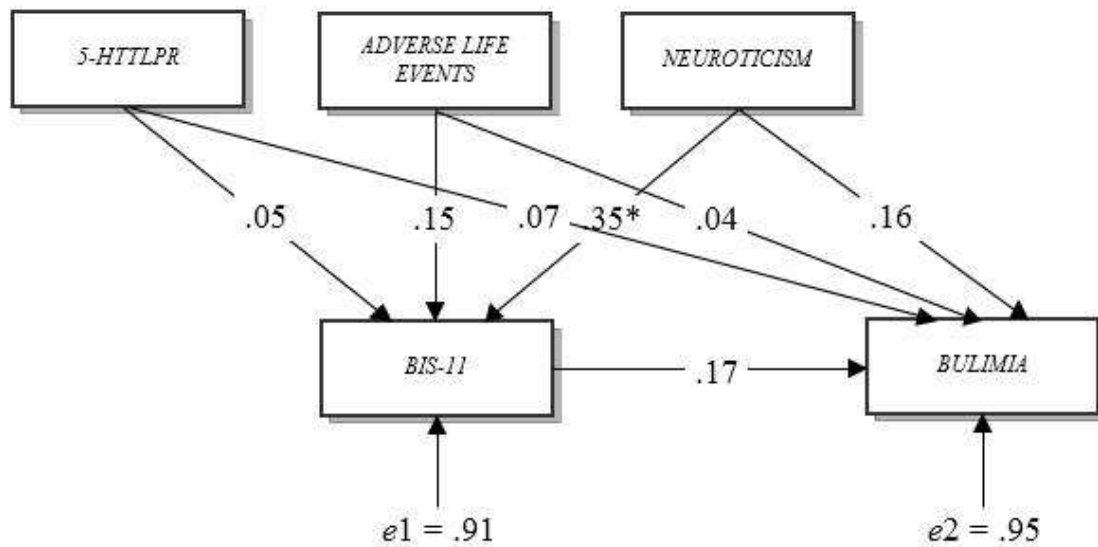 5-HTTLPR
ADVERSE LIFE
EVENTS
NEUROTICISM
.05
.15
.07
.35*
.04
.16
BIS-11
.17
BULIMIA
e1 = .91
e2 = .95